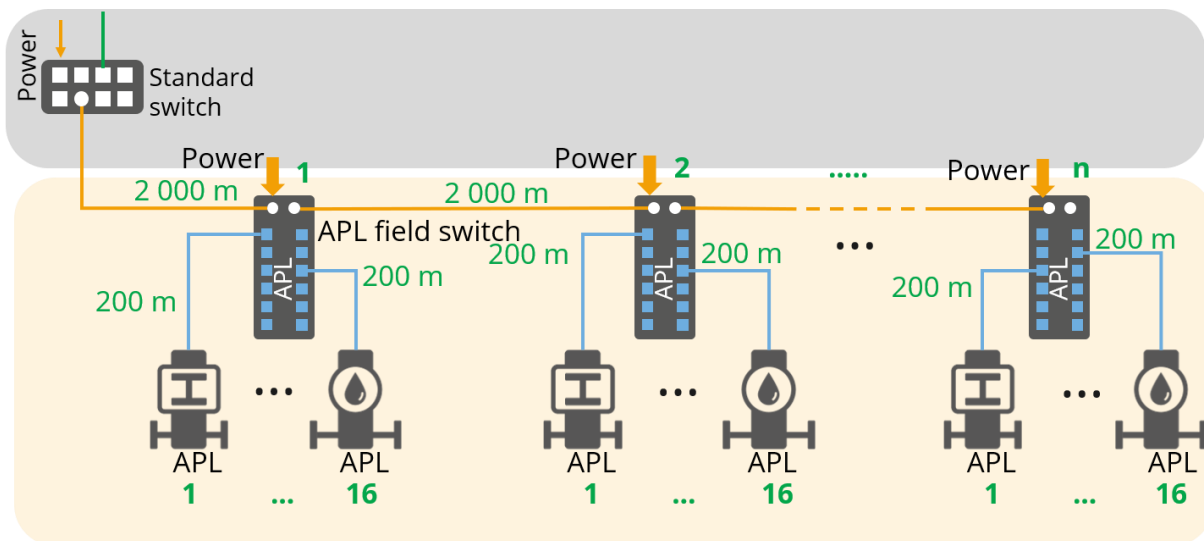 Power
Standard
switch
Power
1
Power
2
.....
Power
n
2 000 m
2 000 m
APL field switch
200 m
200 m
200 m
200 m
200 m
200 m
APL
APL
APL
...
...
...
...
APL
APL
APL
APL
APL
APL
1 ... 16
1 ... 16
1 ... 16